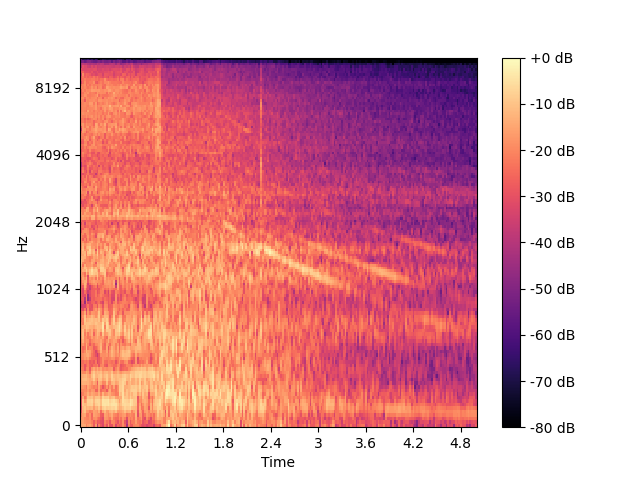 8192
4096
2048
1024
512
0
Hz
0 0.6 1.2 1.8 2.4 3 3.6 4.2 4.8
Time
+0 dB
-10 dB
-20 dB
-30 dB
-40 dB
-50 dB
-60 dB
-70 dB
-80 dB